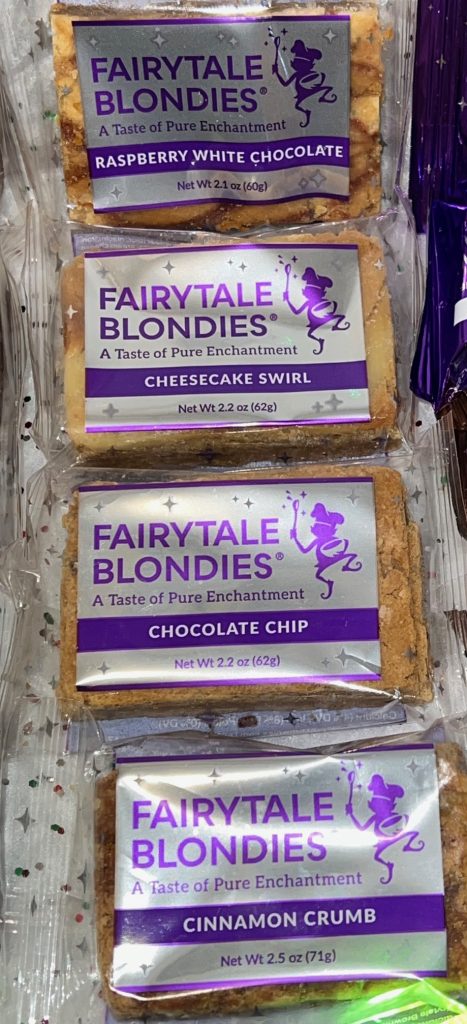 FAIRYTALE
BLONDIES®
A Taste of Pure Enchantment
RASPBERRY WHITE CHOCOLATE
Net Wt 2.1 oz (60g)
FAIRYTALE
BLONDIES®
A Taste of Pure Enchantment
CHEESECAKE SWIRL
Net Wt 2.2 oz (62g)
FAIRYTALE
BLONDIES®
A Taste of Pure Enchantment
CHOCOLATE CHIP
Net Wt 2.2 oz (62g)
FAIRYTALE
BLONDIES
A Taste of Pure Enchantment
CINNAMON CRUMB
Net Wt 2.5 oz (71g)